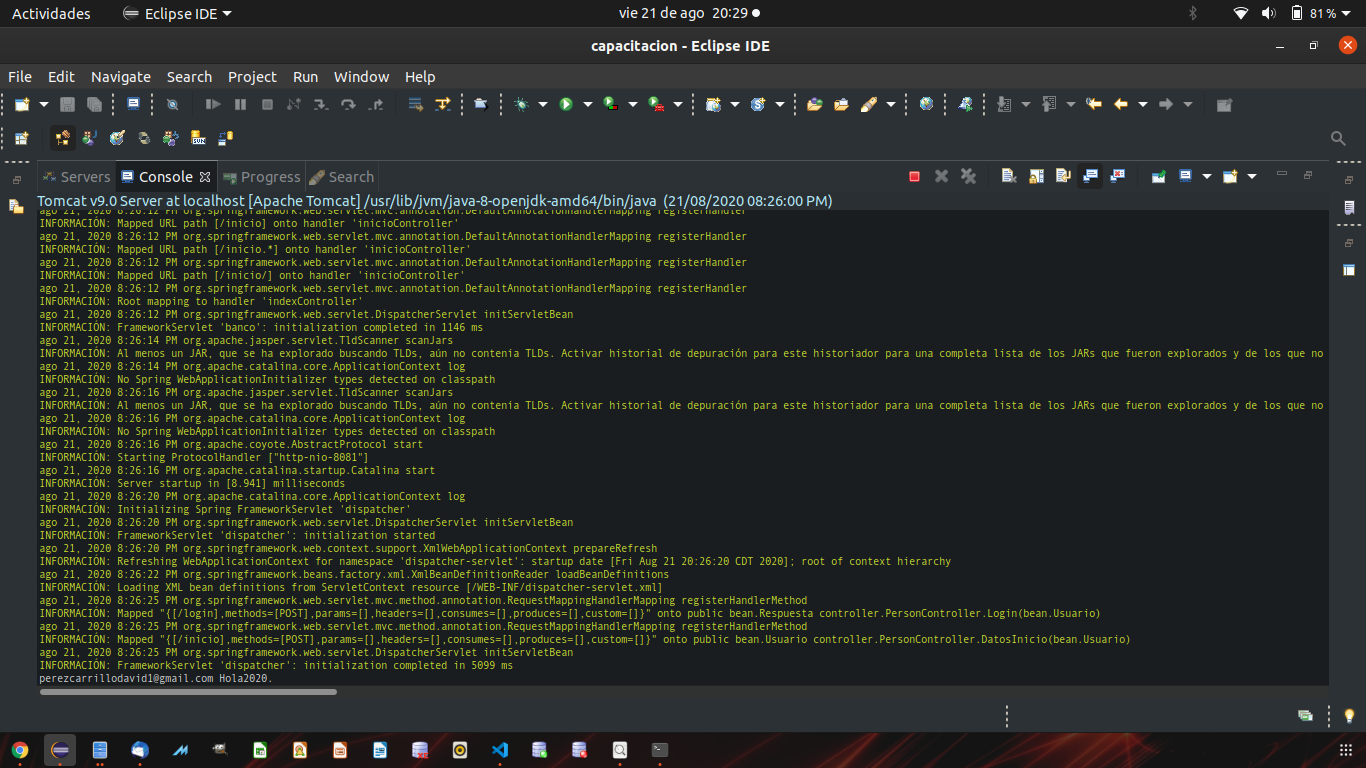 Actividades Eclipse IDE vie 21 de ago 20:29 81%
capacitacion - Eclipse IDE
File Edit Navigate Search Project Run Window Help
Servers Console Progress Search
Tomcat v9.0 Server at localhost [Apache Tomcat] /usr/lib/jvm/java-8-openjdk-amd64/bin/java (21/08/2020 08:26:00 PM)
ago 21, 2020 8:26:12 PM org.springframework.web.servlet.mvc.annotation.DefaultAnnotationHandlerMapping registerHandler
INFORMACIÓN: Mapped URL path [/inicio] onto handler 'inicioController'
ago 21, 2020 8:26:12 PM org.springframework.web.servlet.mvc.annotation.DefaultAnnotationHandlerMapping registerHandler
INFORMACIÓN: Mapped URL path [/inicio.*] onto handler 'inicioController'
ago 21, 2020 8:26:12 PM org.springframework.web.servlet.mvc.annotation.DefaultAnnotationHandlerMapping registerHandler
INFORMACIÓN: Mapped URL path [/inicio/] onto handler 'inicioController'
ago 21, 2020 8:26:12 PM org.springframework.web.servlet.mvc.annotation.DefaultAnnotationHandlerMapping registerHandler
INFORMACIÓN: Root mapping to handler 'indexController'
ago 21, 2020 8:26:12 PM org.springframework.web.servlet.DispatcherServlet initServletBean
INFORMACIÓN: FrameworkServlet 'banco': initialization completed in 1146 ms
ago 21, 2020 8:26:14 PM org.apache.jasper.servlet.TldScanner scanJars
INFORMACIÓN: Al menos un JAR, que se ha explorado buscando TLDs, aún no contenía TLDs. Activar historial de depuración para este historiador para una completa lista de los JARs que fueron explorados y de los que no
ago 21, 2020 8:26:14 PM org.apache.catalina.core.ApplicationContext log
INFORMACIÓN: No Spring WebApplicationInitializer types detected on classpath
ago 21, 2020 8:26:16 PM org.apache.jasper.servlet.TldScanner scanJars
INFORMACIÓN: Al menos un JAR, que se ha explorado buscando TLDs, aún no contenía TLDs. Activar historial de depuración para este historiador para una completa lista de los JARs que fueron explorados y de los que no
ago 21, 2020 8:26:16 PM org.apache.catalina.core.ApplicationContext log
INFORMACIÓN: No Spring WebApplicationInitializer types detected on classpath
ago 21, 2020 8:26:16 PM org.apache.coyote.AbstractProtocol start
INFORMACIÓN: Starting ProtocolHandler ["http-nio-8081"]
ago 21, 2020 8:26:16 PM org.apache.catalina.startup.Catalina start
INFORMACIÓN: Server startup in [8.941] milliseconds
ago 21, 2020 8:26:20 PM org.apache.catalina.core.ApplicationContext log
INFORMACIÓN: Initializing Spring FrameworkServlet 'dispatcher'
ago 21, 2020 8:26:20 PM org.springframework.web.servlet.DispatcherServlet initServletBean
INFORMACIÓN: FrameworkServlet 'dispatcher': initialization started
ago 21, 2020 8:26:20 PM org.springframework.web.context.support.XmlWebApplicationContext prepareRefresh
INFORMACIÓN: Refreshing WebApplicationContext for namespace 'dispatcher-servlet': startup date [Fri Aug 21 20:26:20 CDT 2020]; root of context hierarchy
ago 21, 2020 8:26:22 PM org.springframework.beans.factory.xml.XmlBeanDefinitionReader loadBeanDefinitions
INFORMACIÓN: Loading XML bean definitions from ServletContext resource [/WEB-INF/dispatcher-servlet.xml]
ago 21, 2020 8:26:25 PM org.springframework.web.servlet.mvc.method.annotation.RequestMappingHandlerMapping registerHandlerMethod
INFORMACIÓN: Mapped "{[/login],methods=[POST],params=[],headers=[],consumes=[],produces=[],custom=[]}" onto public bean.Respuesta controller.PersonController.Login(bean.Usuario)
ago 21, 2020 8:26:25 PM org.springframework.web.servlet.mvc.method.annotation.RequestMappingHandlerMapping registerHandlerMethod
INFORMACIÓN: Mapped "{[/inicio],methods=[POST],params=[],headers=[],consumes=[],produces=[],custom=[]}" onto public bean.Usuario controller.PersonController.DatosInicio(bean.Usuario)
ago 21, 2020 8:26:25 PM org.springframework.web.servlet.DispatcherServlet initServletBean
INFORMACIÓN: FrameworkServlet 'dispatcher': initialization completed in 5099 ms
perezcarrillodavid1@gmail.com Hola2020.